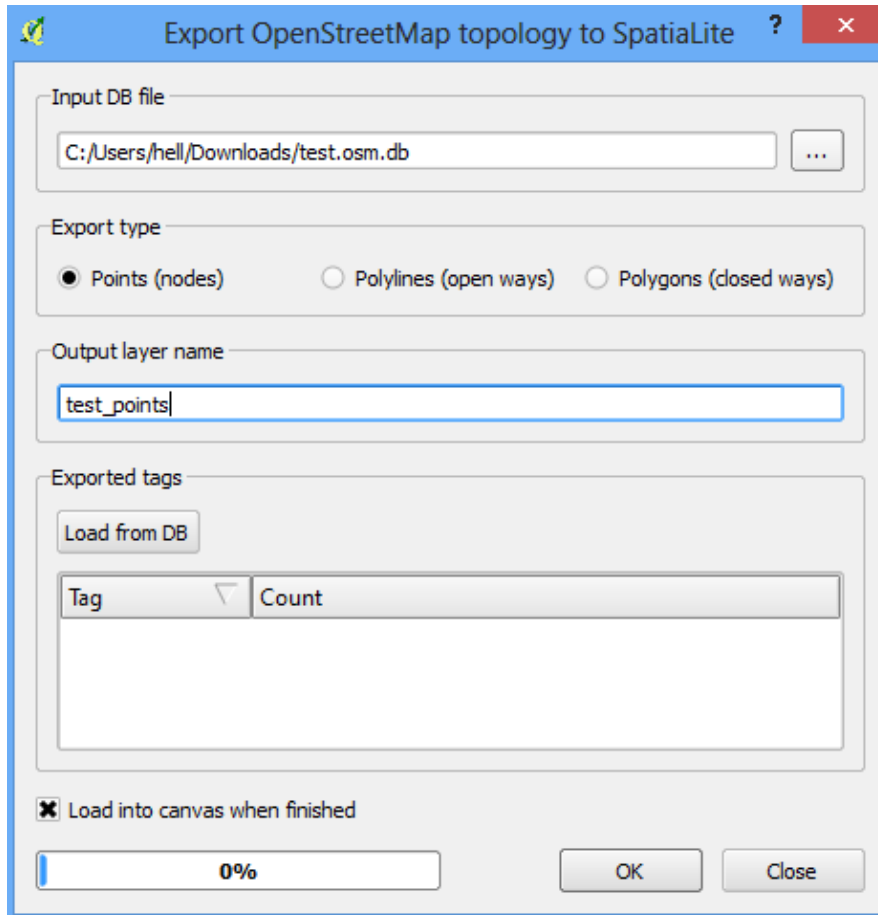 Export OpenStreetMap topology to SpatiaLite ?
Input DB file
C:/Users/hell/Downloads/test.osm.db ...
Export type
Points (nodes) Polylines (open ways) Polygons (closed ways)
Output layer name
test_points
Exported tags
Load from DB
Tag Count
Load into canvas when finished
0% OK Close